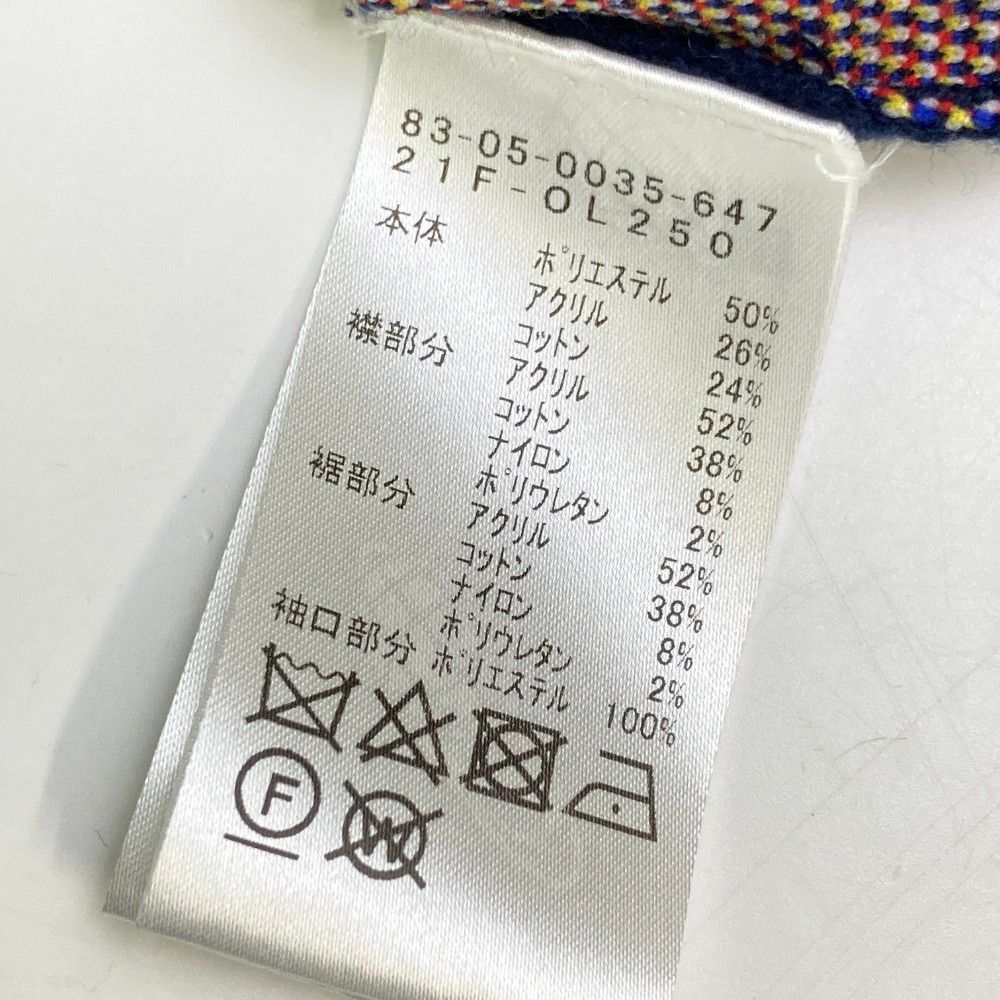 83-05-0035-647
21F-OL250
本体 ポリエステル 50%
アクリル 26%
コットン 24%
襟部分 アクリル 52%
コットン 38%
ナイロン 8%
ポリウレタン 2%
裾部分 アクリル 52%
コットン 38%
ナイロン 8%
ポリウレタン 2%
袖口部分 ポリエステル 100%
F
W